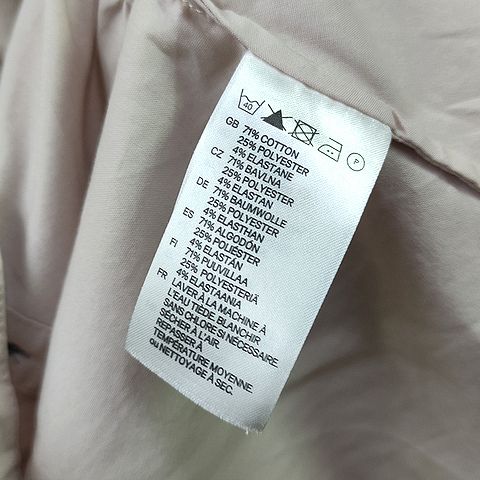 40
P
GB 71% COTTON
25% POLYESTER
4% ELASTANE
CZ 71% BAVLNA
25% POLYESTER
4% ELASTAN
DE 71% BAUMWOLLE
25% POLYESTER
4% ELASTHAN
ES 71% ALGODÓN
25% POLIÉSTER
4% ELASTÁN
FI 71% PUUVILLAA
25% POLYESTERIÄ
4% ELASTAANIA
FR LAVER À LA MACHINE À
L'EAU TIÈDE. BLANCHIR
SANS CHLORE SI NÉCESSAIRE.
SÉCHER À L'AIR.
REPASSER À
TEMPÉRATURE MOYENNE
OU NETTOYAGE À SEC.